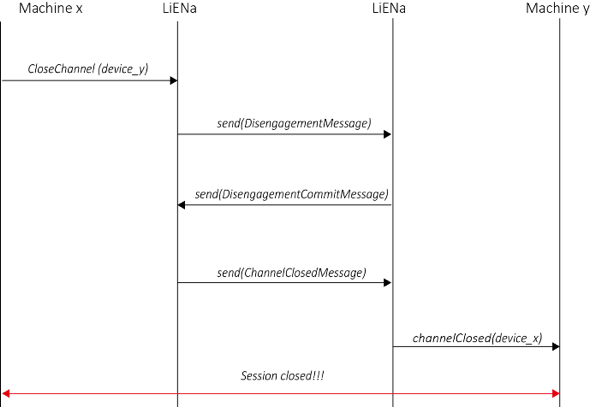 Machine x LiENa LiENa Machine y
CloseChannel (device_y)
send(DisengagementMessage)
send(DisengagementCommitMessage)
send(ChannelClosedMessage)
channelClosed(device_x)
Session closed!!!